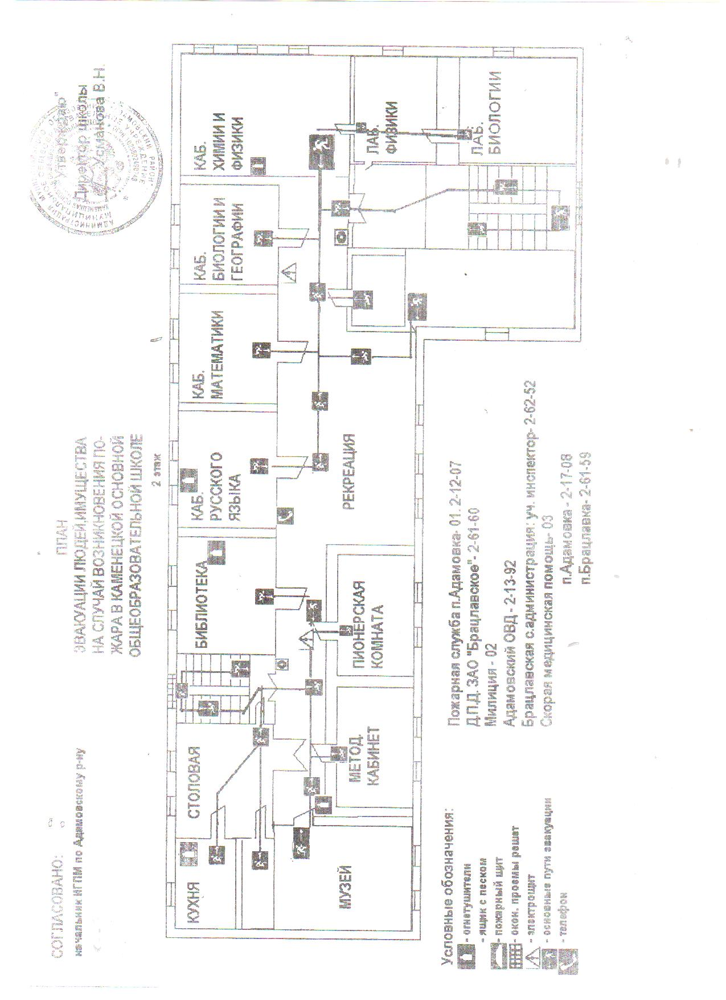 СОГЛАСОВАНО:
начальник ИГПМ по Адамовскому р-ну
ПЛАН
ЭВАКУАЦИИ ЛЮДЕЙ,ИМУЩЕСТВА
НА СЛУЧАЙ ВОЗНИКНОВЕНИЯ ПО-
ЖАРА В КАМЕНЕЦКОЙ ОСНОВНОЙ
ОБЩЕОБРАЗОВАТЕЛЬНОЙ ШКОЛЕ
2 этаж
"Утверждаю"
Директор школы
Усманова В.Н.
КУХНЯ
СТОЛОВАЯ
БИБЛИОТЕКА
КАБ.
РУССКОГО
ЯЗЫКА
КАБ.
МАТЕМАТИКИ
КАБ.
БИОЛОГИИ И
ГЕОГРАФИИ
КАБ.
ХИМИИ И
ФИЗИКИ
МУЗЕЙ
МЕТОД.
КАБИНЕТ
ПИОНЕРСКАЯ
КОМНАТА
РЕКРЕАЦИЯ
ЛАБ.
ФИЗИКИ
ЛАБ.
БИОЛОГИИ
Условные обозначения:
- огнетушители
- ящик с песком
- пожарный щит
- окон. проемы решет
- электрощит
- основные пути эвакуации
- телефон
Пожарная служба п.Адамовка- 01. 2-12-07
Д.П.Д. ЗАО "Брацлавское"- 2-61-60
Милиция - 02
Адамовский ОВД - 2-13-92
Брацлавская с.администрация: уч. инспектор- 2-62-52
Скорая медицинская помощь- 03
п.Адамовка - 2-17-08
п.Брацлавка- 2-61-59